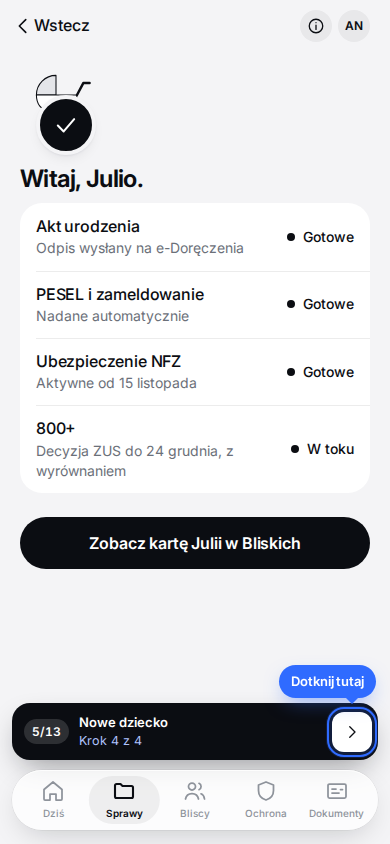 Wstecz
AN
Witaj, Julio.
Akt urodzenia
Odpis wysłany na e-Doręczenia
Gotowe
PESEL i zameldowanie
Nadane automatycznie
Gotowe
Ubezpieczenie NFZ
Aktywne od 15 listopada
Gotowe
800+
Decyzja ZUS do 24 grudnia, z
wyrównaniem
W toku
Zobacz kartę Julii w Bliskich
Dotknij tutaj
5/13
Nowe dziecko
Krok 4 z 4
Dziś
Sprawy
Bliscy
Ochrona
Dokumenty